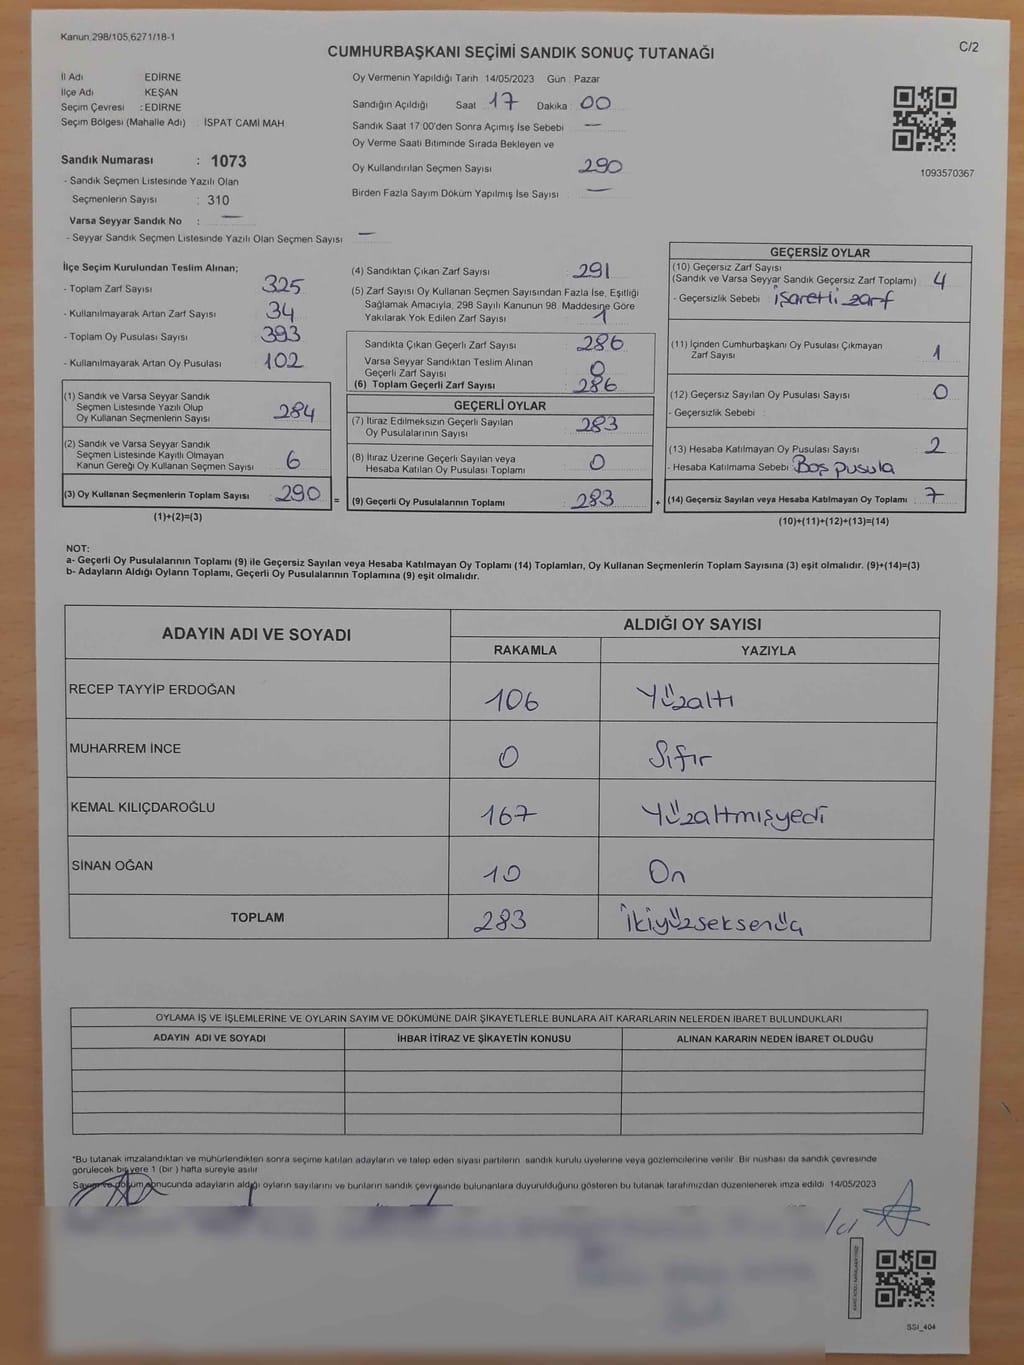 Kanun,298/105,6271/18-1
C/2
CUMHURBAŞKANI SEÇİMİ SANDIK SONUÇ TUTANAĞI
İl Adı EDİRNE
İlçe Adı KEŞAN
Seçim Çevresi : EDİRNE
Seçim Bölgesi (Mahalle Adı) İSPAT CAMİ MAH
Sandık Numarası : 1073
- Sandık Seçmen Listesinde Yazılı Olan
Seçmenlerin Sayısı : 310
Varsa Seyyar Sandık No : —
- Seyyar Sandık Seçmen Listesinde Yazılı Olan Seçmen Sayısı —
Oy Vermenin Yapıldığı Tarih 14/05/2023 Gün : Pazar
Sandığın Açıldığı Saat 17 Dakika : 00
Sandık Saat 17:00'den Sonra Açımış İse Sebebi —
Oy Verme Saati Bitiminde Sırada Bekleyen ve
Oy Kullandırılan Seçmen Sayısı 290
Birden Fazla Sayım Döküm Yapılmış İse Sayısı : —
1093570367
İlçe Seçim Kurulundan Teslim Alınan;
- Toplam Zarf Sayısı : 325
- Kullanılmayarak Artan Zarf Sayısı : 34
- Toplam Oy Pusulası Sayısı : 393
- Kullanılmayarak Artan Oy Pusulası : 102
(1) Sandık ve Varsa Seyyar Sandık
Seçmen Listesinde Yazılı Olup
Oy Kullanan Seçmenlerin Sayısı : 284
(2) Sandık ve Varsa Seyyar Sandık
Seçmen Listesinde Kayıtlı Olmayan
Kanun Gereği Oy Kullanan Seçmen Sayısı : 6
(3) Oy Kullanan Seçmenlerin Toplam Sayısı : 290 =
(1)+(2)=(3)
(4) Sandıktan Çıkan Zarf Sayısı : 291
(5) Zarf Sayısı Oy Kullanan Seçmen Sayısından Fazla İse, Eşitliği
Sağlamak Amacıyla, 298 Sayılı Kanunun 98. Maddesine Göre
Yakılarak Yok Edilen Zarf Sayısı : 1
Sandıkta Çıkan Geçerli Zarf Sayısı : 286
Varsa Seyyar Sandıktan Teslim Alınan
Geçerli Zarf Sayısı : 0
(6) Toplam Geçerli Zarf Sayısı : 286
GEÇERLİ OYLAR
(7) İtiraz Edilmeksizin Geçerli Sayılan
Oy Pusulalarının Sayısı : 283
(8) İtiraz Üzerine Geçerli Sayılan veya
Hesaba Katılan Oy Pusulası Toplamı : 0
(9) Geçerli Oy Pusulalarının Toplamı : 283 +
GEÇERSİZ OYLAR
(10) Geçersiz Zarf Sayısı
(Sandık ve Varsa Seyyar Sandık Geçersiz Zarf Toplamı) : 4
- Geçersizlik Sebebi : işaretli zarf
(11) İçinden Cumhurbaşkanı Oy Pusulası Çıkmayan
Zarf Sayısı : 1
(12) Geçersiz Sayılan Oy Pusulası Sayısı : 0
- Geçersizlik Sebebi :
(13) Hesaba Katılmayan Oy Pusulası Sayısı : 2
- Hesaba Katılmama Sebebi : Boş pusula
(14) Geçersiz Sayılan veya Hesaba Katılmayan Oy Toplamı : 7
(10)+(11)+(12)+(13)=(14)
NOT:
a- Geçerli Oy Pusulalarının Toplamı (9) ile Geçersiz Sayılan veya Hesaba Katılmayan Oy Toplamı (14) Toplamları, Oy Kullanan Seçmenlerin Toplam Sayısına (3) eşit olmalıdır. (9)+(14)=(3)
b- Adayların Aldığı Oyların Toplamı, Geçerli Oy Pusulalarının Toplamına (9) eşit olmalıdır.
ADAYIN ADI VE SOYADI
ALDIĞI OY SAYISI
RAKAMLA YAZIYLA
RECEP TAYYİP ERDOĞAN 106 Yüzaltı
MUHARREM İNCE 0 Sıfır
KEMAL KILIÇDAROĞLU 167 Yüzaltmışyedi
SİNAN OĞAN 10 On
TOPLAM 283 ikiyüzseksenüç
OYLAMA İŞ VE İŞLEMLERİNE VE OYLARIN SAYIM VE DÖKÜMÜNE DAİR ŞİKAYETLERLE BUNLARA AİT KARARLARIN NELERDEN İBARET BULUNDUKLARI
ADAYIN ADI VE SOYADI İHBAR İTİRAZ VE ŞİKAYETİN KONUSU ALINAN KARARIN NEDEN İBARET OLDUĞU
*Bu tutanak imzalandıktan ve mühürlendikten sonra seçime katılan adayların ve talep eden siyasi partilerin sandık kurulu üyelerine veya gözlemcilerine verilir. Bir nüshası da sandık çevresinde
görülecek bir yere 1 (bir ) hafta süreyle asılır.
Sayım ve döküm sonucunda adayların aldığı oyların sayılarını ve bunların sandık çevresinde bulunanlara duyurulduğunu gösteren bu tutanak tarafımızdan düzenlenerek imza edildi 14/05/2023
SSI_404